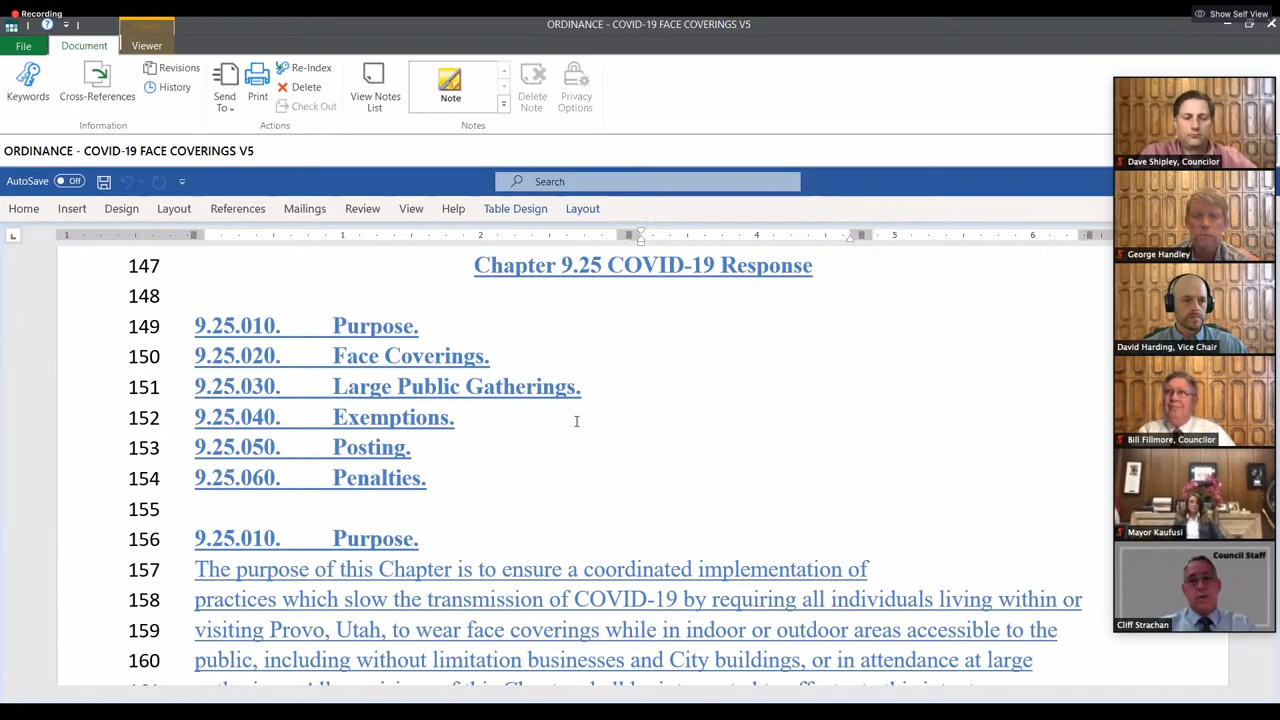 Recording
Show Self View
ORDINANCE - COVID-19 FACE COVERINGS V5
File
Document
Viewer
Keywords
Cross-References
Revisions
History
Information
Send To
Print
Re-Index
Delete
Check Out
Actions
View Notes List
Note
Delete Note
Privacy Options
Notes
ORDINANCE - COVID-19 FACE COVERINGS V5
AutoSave Off
Search
Home Insert Design Layout References Mailings Review View Help Table Design Layout
1 1 2 4 5 6
147 Chapter 9.25 COVID-19 Response
148
149 9.25.010. Purpose.
150 9.25.020. Face Coverings.
151 9.25.030. Large Public Gatherings.
152 9.25.040. Exemptions.
153 9.25.050. Posting.
154 9.25.060. Penalties.
155
156 9.25.010. Purpose.
157 The purpose of this Chapter is to ensure a coordinated implementation of
158 practices which slow the transmission of COVID-19 by requiring all individuals living within or
159 visiting Provo, Utah, to wear face coverings while in indoor or outdoor areas accessible to the
160 public, including without limitation businesses and City buildings, or in attendance at large
Dave Shipley, Councilor
George Handley
David Harding, Vice Chair
Bill Fillmore, Councilor
Mayor Kaufusi
Council Staff
Cliff Strachan